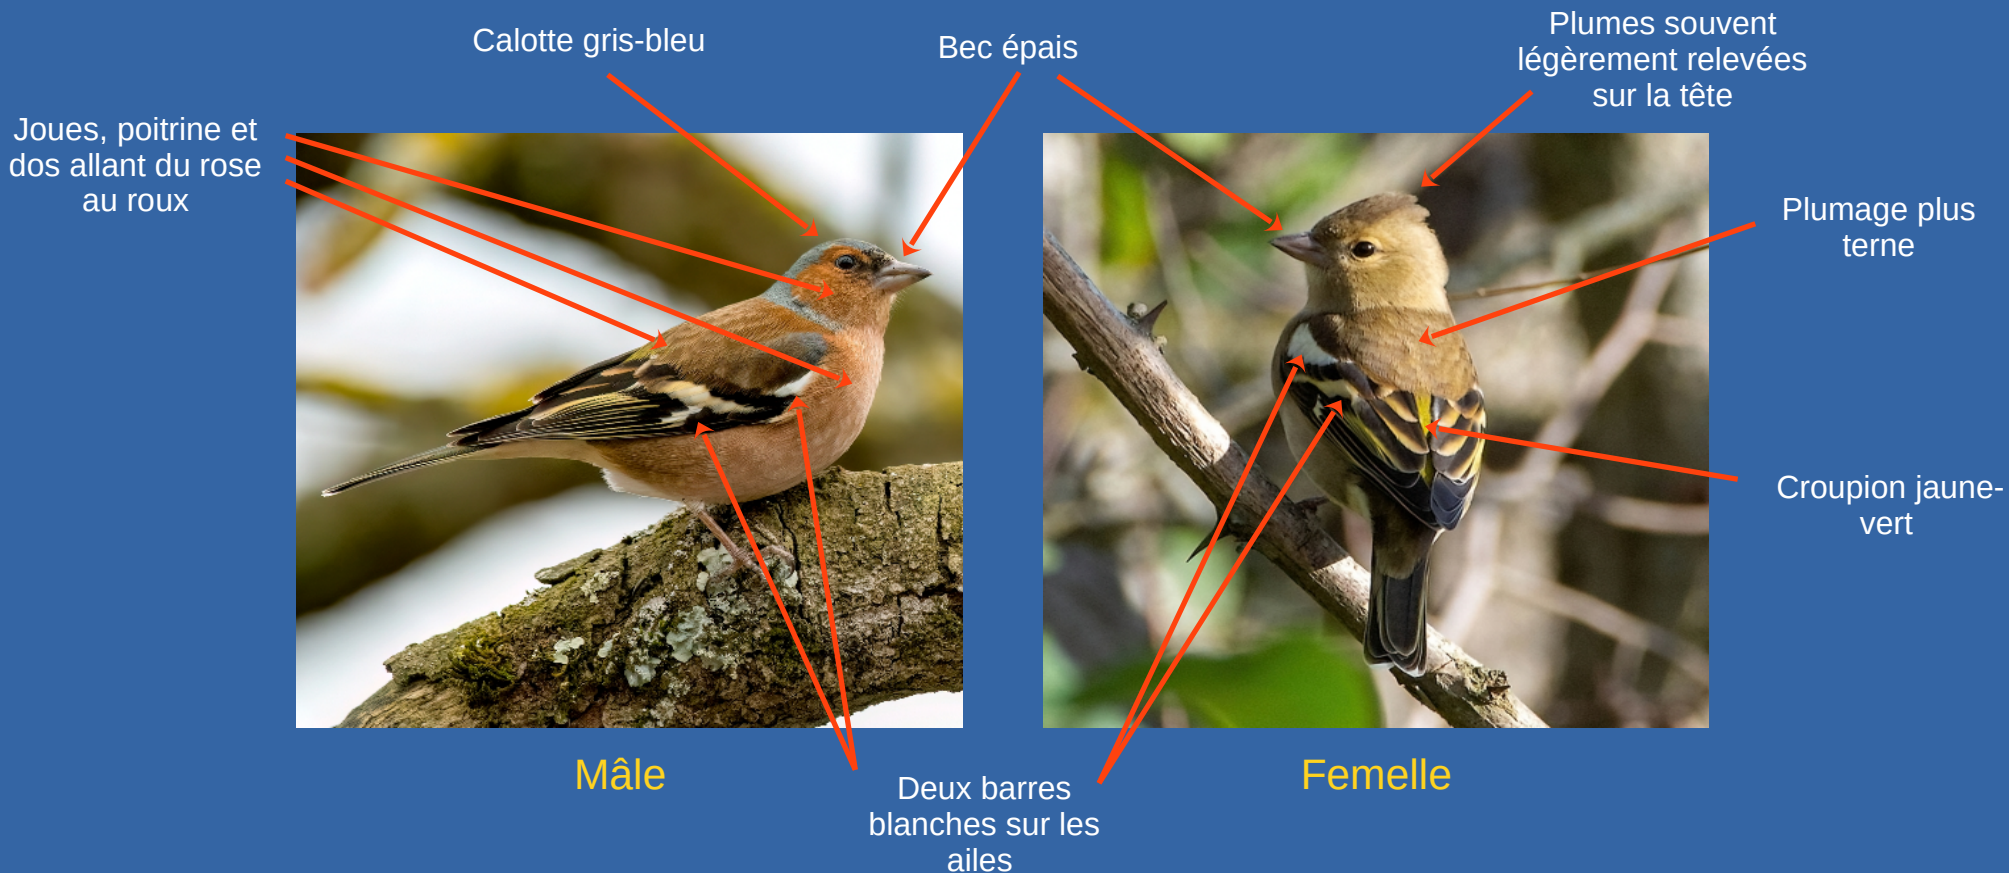 Calotte gris-bleu
Bec épais
Plumes souvent
légèrement relevées
sur la tête
Joues, poitrine et
dos allant du rose
au roux
Plumage plus
terne
Croupion jaune-
vert
Mâle
Femelle
Deux barres
blanches sur les
ailes